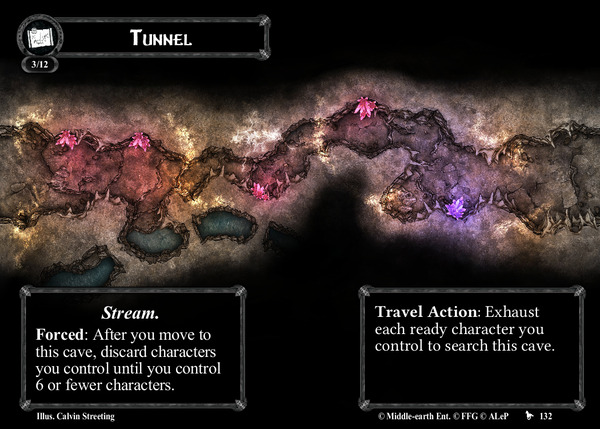 TUNNEL
3/12
Stream.
Forced: After you move to
this cave, discard characters
you control until you control
6 or fewer characters.
Travel Action: Exhaust
each ready character you
control to search this cave.
Illus. Calvin Streeting
© Middle-earth Ent. © FFG © ALeP
132